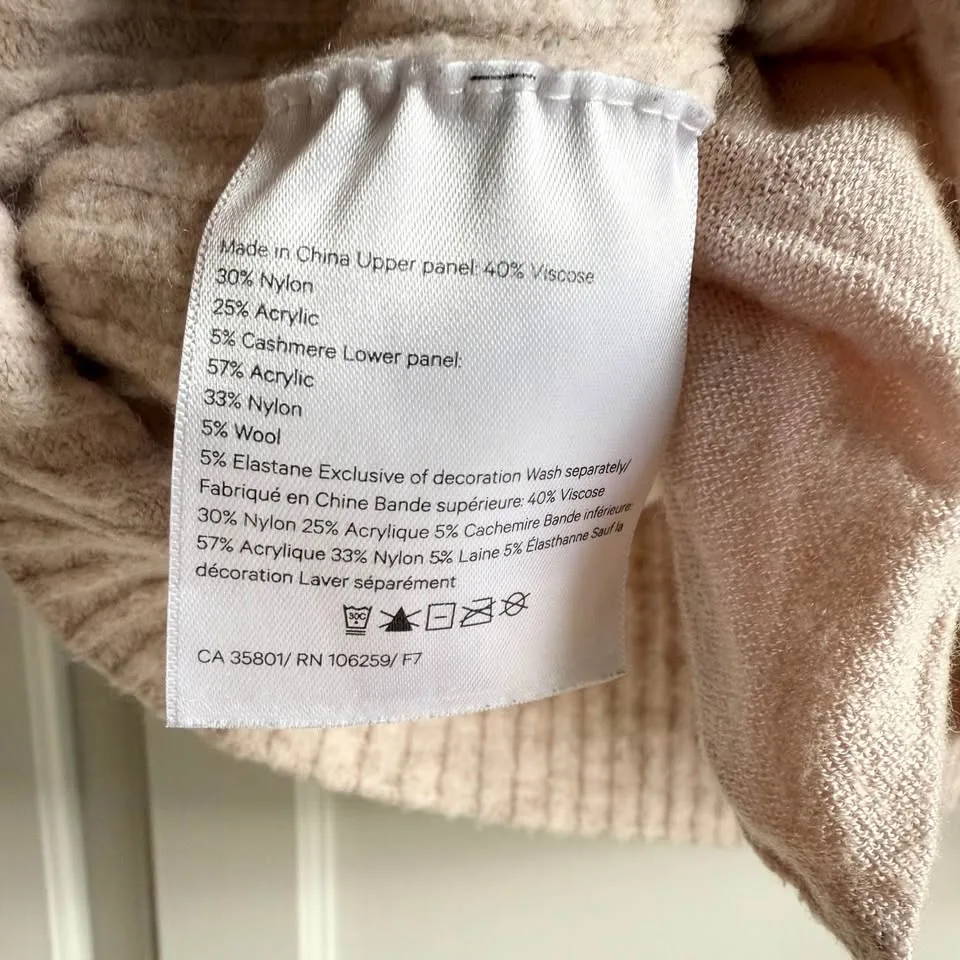 Made in China Upper panel: 40% Viscose
30% Nylon
25% Acrylic
5% Cashmere Lower panel:
57% Acrylic
33% Nylon
5% Wool
5% Elastane Exclusive of decoration Wash separately/
Fabriqué en Chine Bande supérieure: 40% Viscose
30% Nylon 25% Acrylique 5% Cachemire Bande inférieure:
57% Acrylique 33% Nylon 5% Laine 5% Élasthanne Sauf la
décoration Laver séparément
30C
CA 35801/ RN 106259/ F7